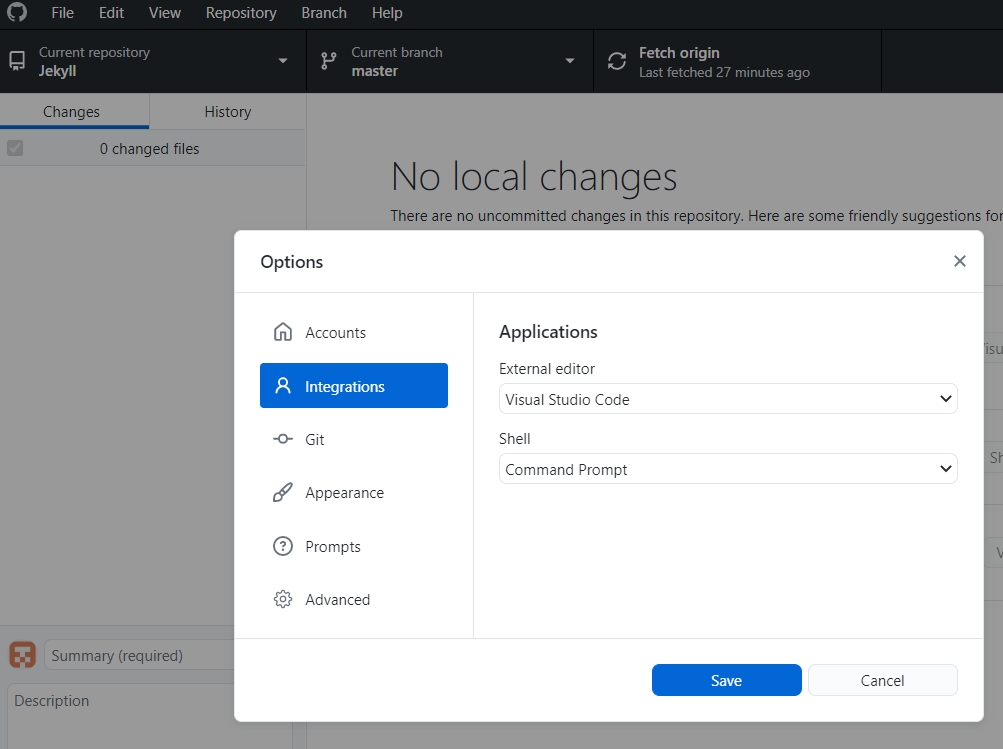 File Edit View Repository Branch Help
Current repository
Jekyll
Current branch
master
Fetch origin
Last fetched 27 minutes ago
Changes History
0 changed files
No local changes
There are no uncommitted changes in this repository. Here are some friendly suggestions for
Options
Accounts
Integrations
Git
Appearance
Prompts
Advanced
Applications
External editor
Visual Studio Code
Shell
Command Prompt
Save Cancel
Summary (required)
Description